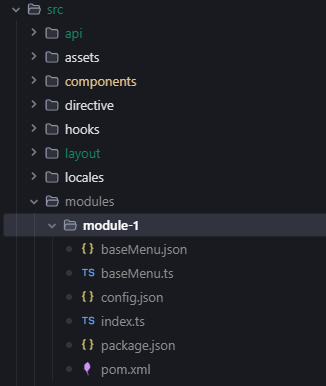 src
api
assets
components
directive
hooks
layout
locales
modules
module-1
{ } baseMenu.json
TS baseMenu.ts
{ } config.json
TS index.ts
{ } package.json
pom.xml